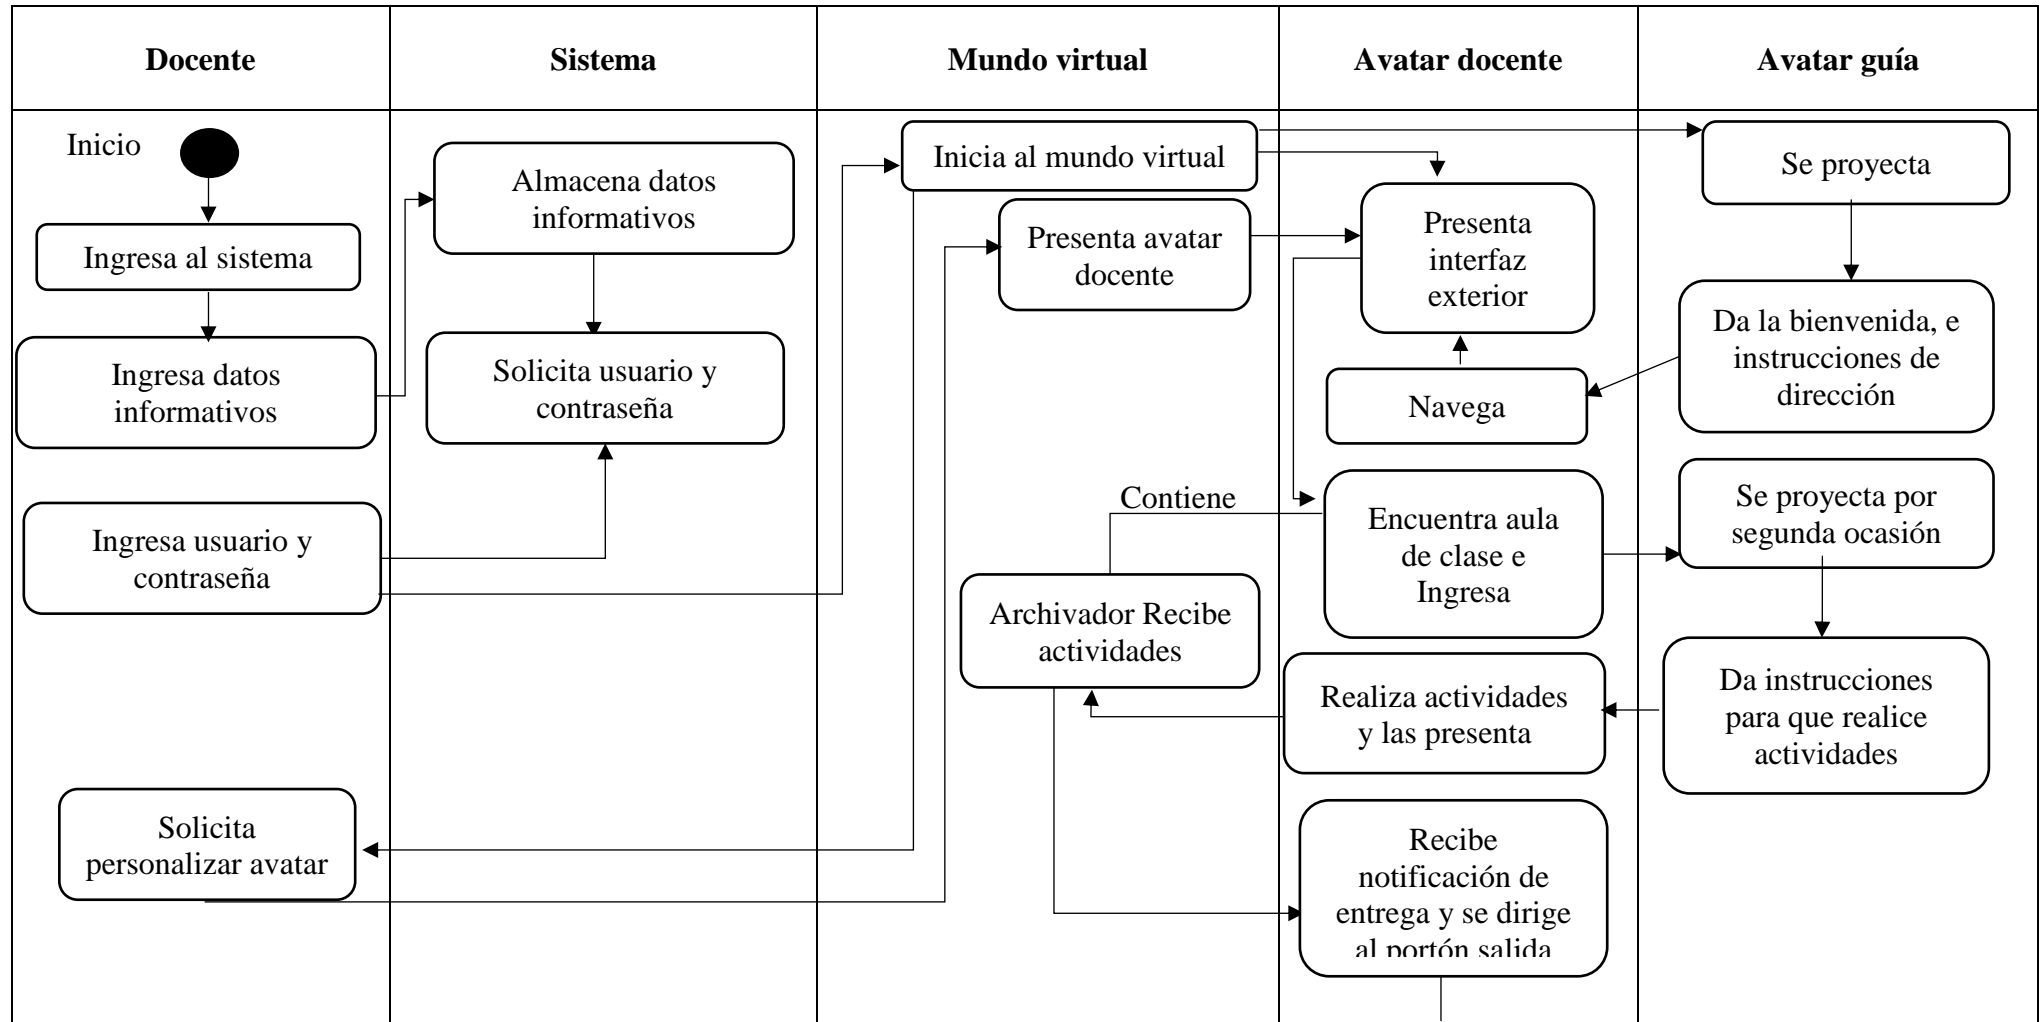 Docente
Sistema
Mundo virtual
Avatar docente
Avatar guía
Inicio
Ingresa al sistema
Ingresa datos
informativos
Ingresa usuario y
contraseña
Solicita
personalizar avatar
Almacena datos
informativos
Solicita usuario y
contraseña
Inicia al mundo virtual
Presenta avatar
docente
Contiene
Archivador Recibe
actividades
Presenta
interfaz
exterior
Navega
Encuentra aula
de clase e
Ingresa
Realiza actividades
y las presenta
Recibe
notificación de
entrega y se dirige
al portón salida
Se proyecta
Da la bienvenida, e
instrucciones de
dirección
Se proyecta por
segunda ocasión
Da instrucciones
para que realice
actividades